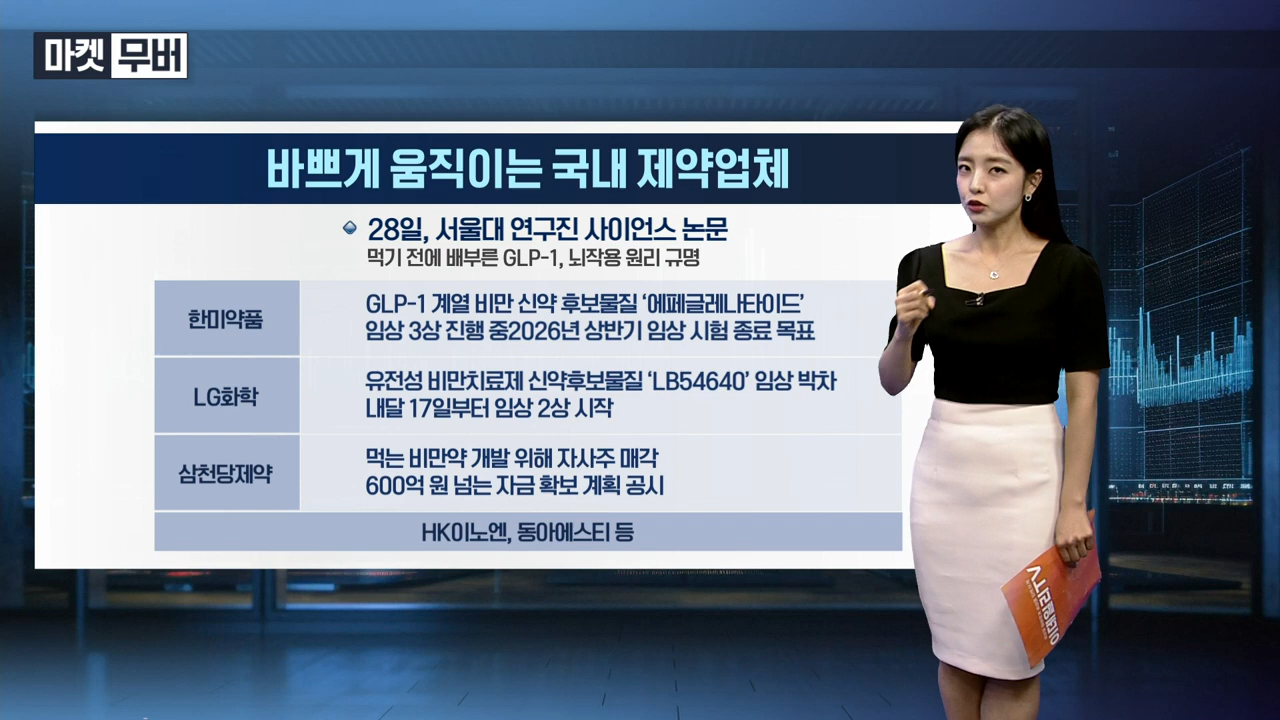 마켓 무버
바쁘게 움직이는 국내 제약업체
28일, 서울대 연구진 사이언스 논문
먹기 전에 배부른 GLP-1, 뇌작용 원리 규명
한미약품
GLP-1 계열 비만 신약 후보물질 ‘에페글레나타이드’
임상 3상 진행 중2026년 상반기 임상 시험 종료 목표
LG화학
유전성 비만치료제 신약후보물질 ‘LB54640’ 임상 박차
내달 17일부터 임상 2상 시작
삼천당제약
먹는 비만약 개발 위해 자사주 매각
600억 원 넘는 자금 확보 계획 공시
HK이노엔, 동아에스티 등
이데일리TV